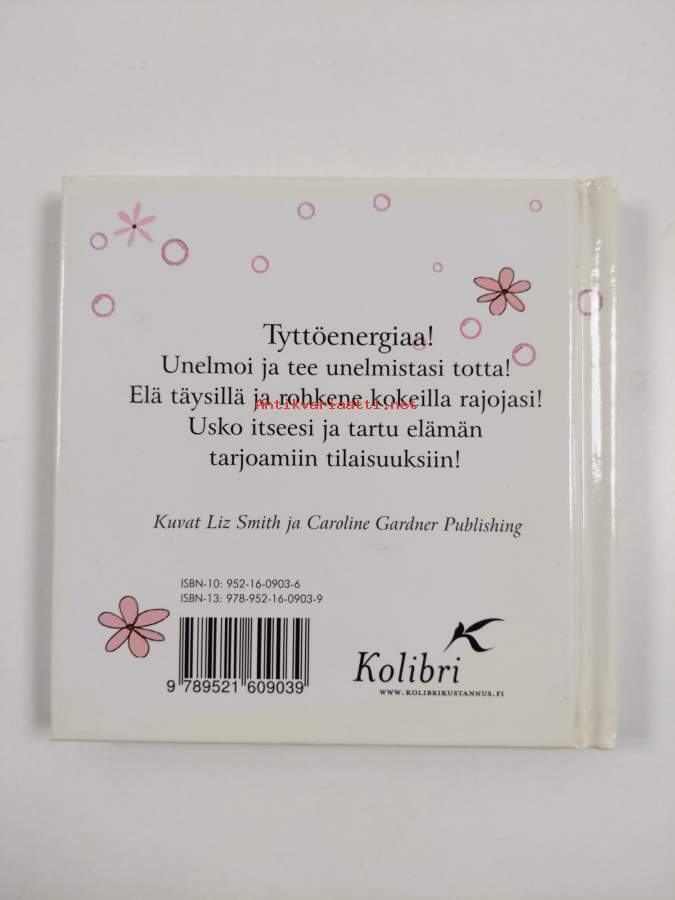 Tyttöenergiaa!
Unelmoi ja tee unelmistasi totta!
Elä täysillä ja rohkene kokeilla rajojasi!
Antikvariaatti.net
Usko itseesi ja tartu elämän
tarjoamiin tilaisuuksiin!
Kuvat Liz Smith ja Caroline Gardner Publishing
ISBN-10: 952-16-0903-6
ISBN-13: 978-952-16-0903-9
9 789521 609039
Kolibri
WWW.KOLIBRIKUSTANNUS.FI